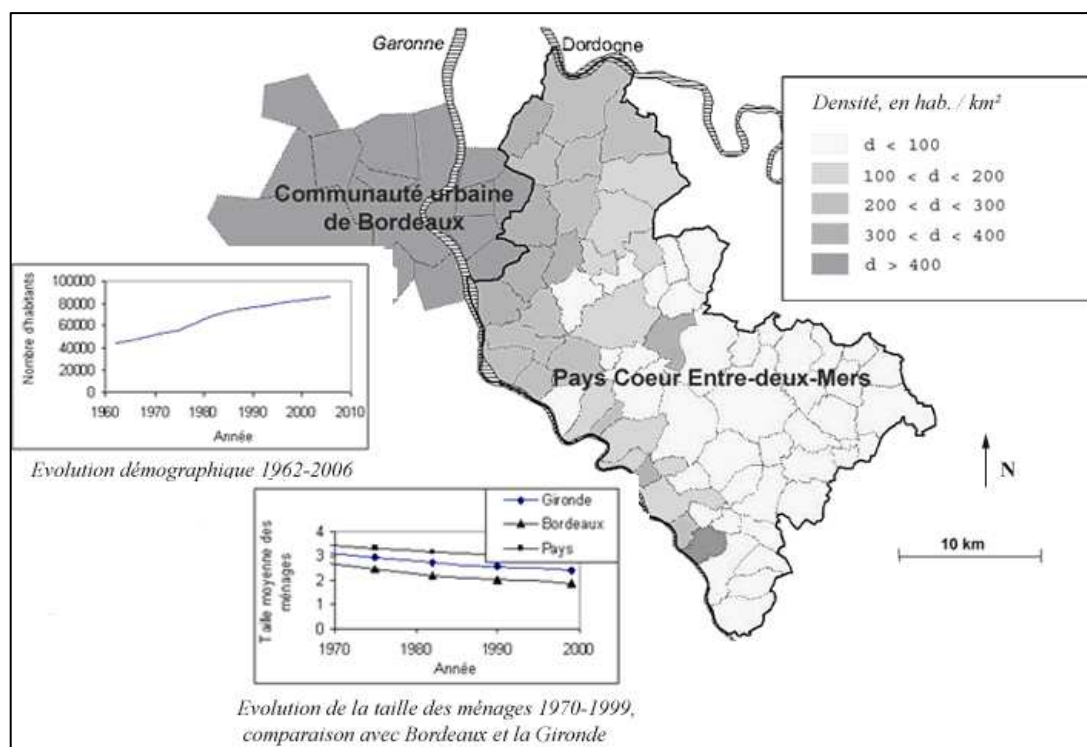 Garonne
Dordogne
Densité, en hab. / km²
d < 100
100 < d < 200
200 < d < 300
300 < d < 400
d > 400
Communauté urbaine
de Bordeaux
Pays Coeur Entre-deux-Mers
N
10 km
Nombre d'habitants
100000
80000
60000
40000
20000
0
1960 1970 1980 1990 2000 2010
Année
Evolution démographique 1962-2006
Gironde
Bordeaux
Pays
Taille moyenne des
ménages
4
3
2
1
0
1970 1980 1990 2000
Année
Evolution de la taille des ménages 1970-1999,
comparaison avec Bordeaux et la Gironde